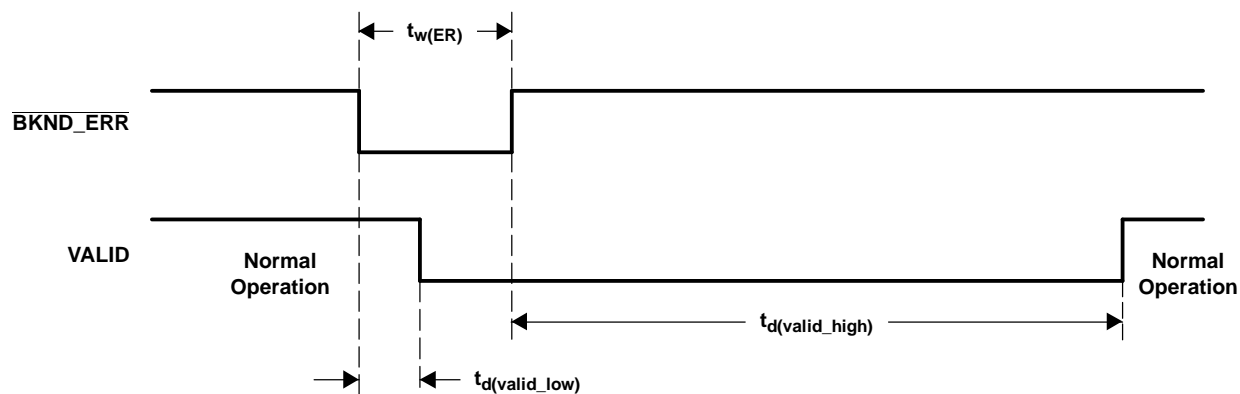 tw(ER)
BKND_ERR
VALID
Normal
Operation
Normal
Operation
td(valid_high)
td(valid_low)